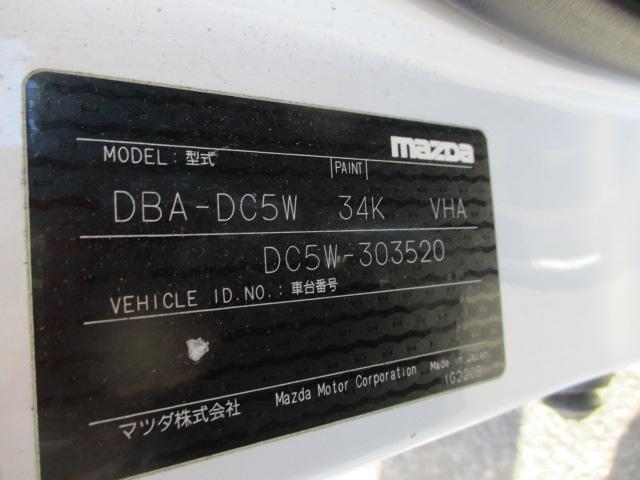 mazda
MODEL: 型式 PAINT
DBA-DC5W 34K VHA
DC5W-303520
VEHICLE ID.NO.: 車台番号
マツダ株式会社 Mazda Motor Corporation Made in Japan